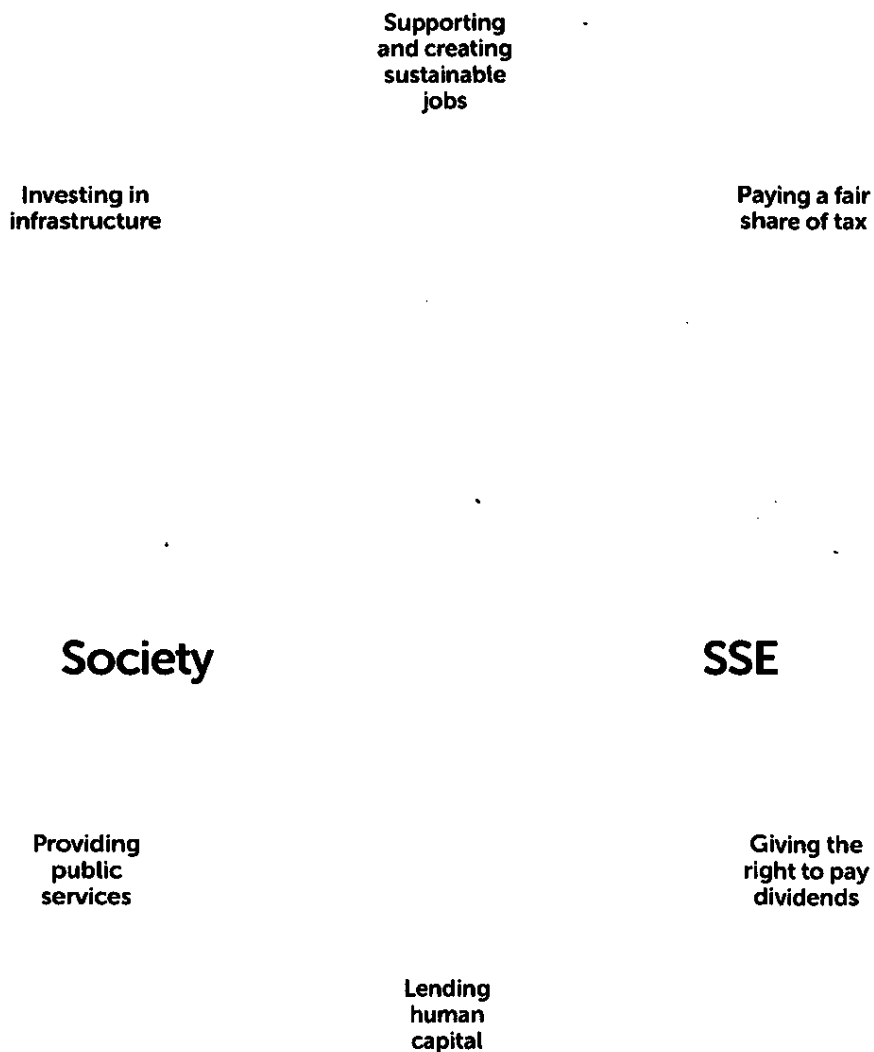 Supporting
and creating
sustainable
jobs
Investing in
infrastructure
Paying a fair
share of tax
Society
SSE
Providing
public
services
Giving the
right to pay
dividends
Lending
human
capital